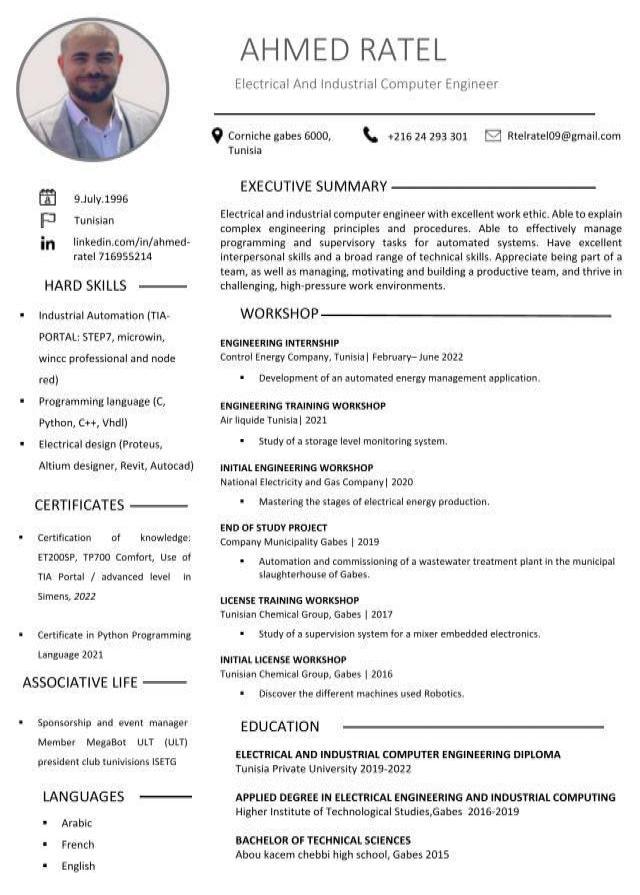 AHMED RATEL
Electrical And Industrial Computer Engineer
Corniche gabes 6000,
Tunisia
+216 24 293 301
Rtelratel09@gmail.com
9.July.1996
Tunisian
in linkedin.com/in/ahmed-
ratel 716955214
HARD SKILLS
▪ Industrial Automation (TIA-
PORTAL: STEP7, microwin,
wincc professional and node
red)
▪ Programming language (C,
Python, C++, Vhdl)
▪ Electrical design (Proteus,
Altium designer, Revit, Autocad)
CERTIFICATES
▪ Certification of knowledge:
ET200SP, TP700 Comfort, Use of
TIA Portal / advanced level in
Simens, 2022
▪ Certificate in Python Programming
Language 2021
ASSOCIATIVE LIFE
▪ Sponsorship and event manager
Member MegaBot ULT (ULT)
president club tunivisions ISETG
LANGUAGES
▪ Arabic
▪ French
▪ English
EXECUTIVE SUMMARY
Electrical and industrial computer engineer with excellent work ethic. Able to explain
complex engineering principles and procedures. Able to effectively manage
programming and supervisory tasks for automated systems. Have excellent
interpersonal skills and a broad range of technical skills. Appreciate being part of a
team, as well as managing, motivating and building a productive team, and thrive in
challenging, high-pressure work environments.
WORKSHOP
ENGINEERING INTERNSHIP
Control Energy Company, Tunisia| February– June 2022
▪ Development of an automated energy management application.
ENGINEERING TRAINING WORKSHOP
Air liquide Tunisia| 2021
▪ Study of a storage level monitoring system.
INITIAL ENGINEERING WORKSHOP
National Electricity and Gas Company| 2020
▪ Mastering the stages of electrical energy production.
END OF STUDY PROJECT
Company Municipality Gabes | 2019
▪ Automation and commissioning of a wastewater treatment plant in the municipal
slaughterhouse of Gabes.
LICENSE TRAINING WORKSHOP
Tunisian Chemical Group, Gabes | 2017
▪ Study of a supervision system for a mixer embedded electronics.
INITIAL LICENSE WORKSHOP
Tunisian Chemical Group, Gabes | 2016
▪ Discover the different machines used Robotics.
EDUCATION
ELECTRICAL AND INDUSTRIAL COMPUTER ENGINEERING DIPLOMA
Tunisia Private University 2019-2022
APPLIED DEGREE IN ELECTRICAL ENGINEERING AND INDUSTRIAL COMPUTING
Higher Institute of Technological Studies,Gabes 2016-2019
BACHELOR OF TECHNICAL SCIENCES
Abou kacem chebbi high school, Gabes 2015